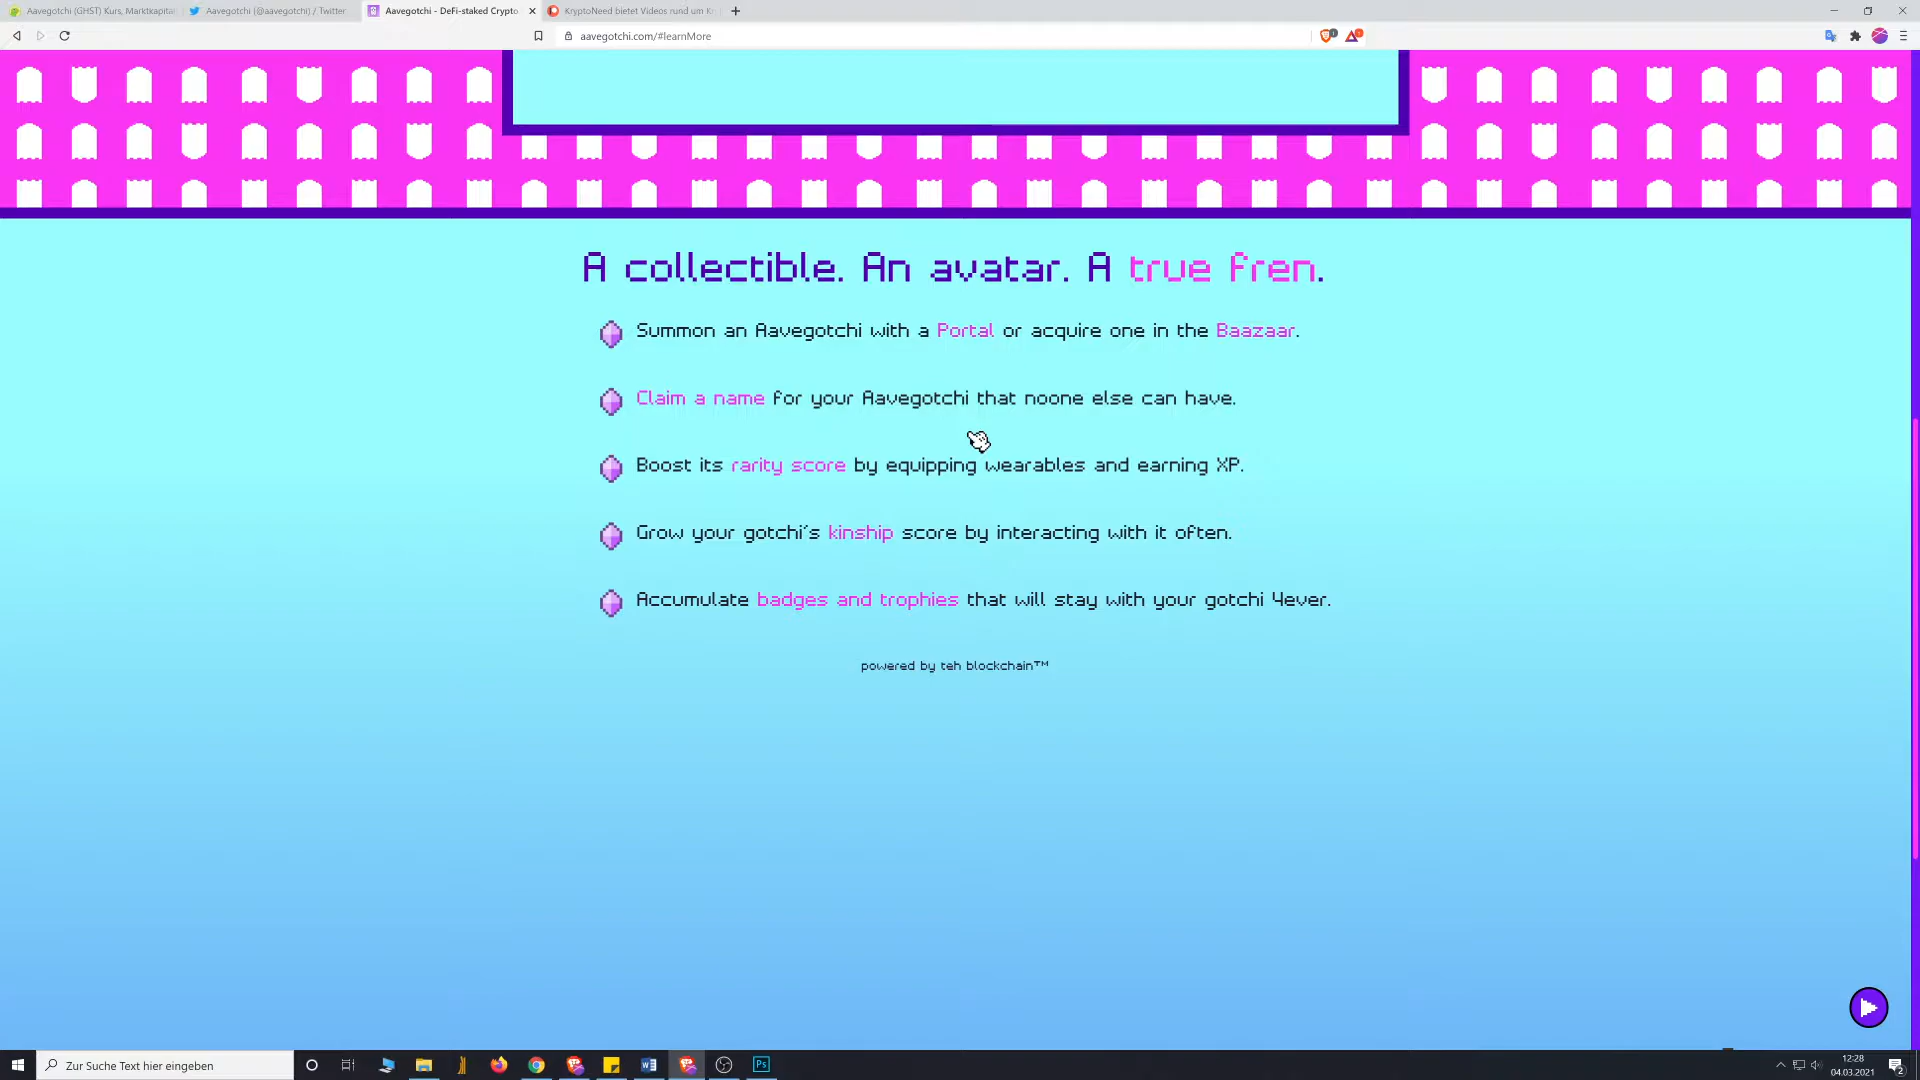 Aavegotchi (GHST) Kurs, Marktkapital
Aavegotchi (@aavegotchi) / Twitter
Aavegotchi - DeFi-staked Crypto
KryptoNeed bietet Videos rund um Kr
aavegotchi.com/#learnMore
A collectible. An avatar. A true fren.
Summon an Aavegotchi with a Portal or acquire one in the Baazaar.
Claim a name for your Aavegotchi that noone else can have.
Boost its rarity score by equipping wearables and earning XP.
Grow your gotchi's kinship score by interacting with it often.
Accumulate badges and trophies that will stay with your gotchi 4ever.
powered by teh blockchain™
Zur Suche Text hier eingeben
Ps
12:28
04.03.2021
2